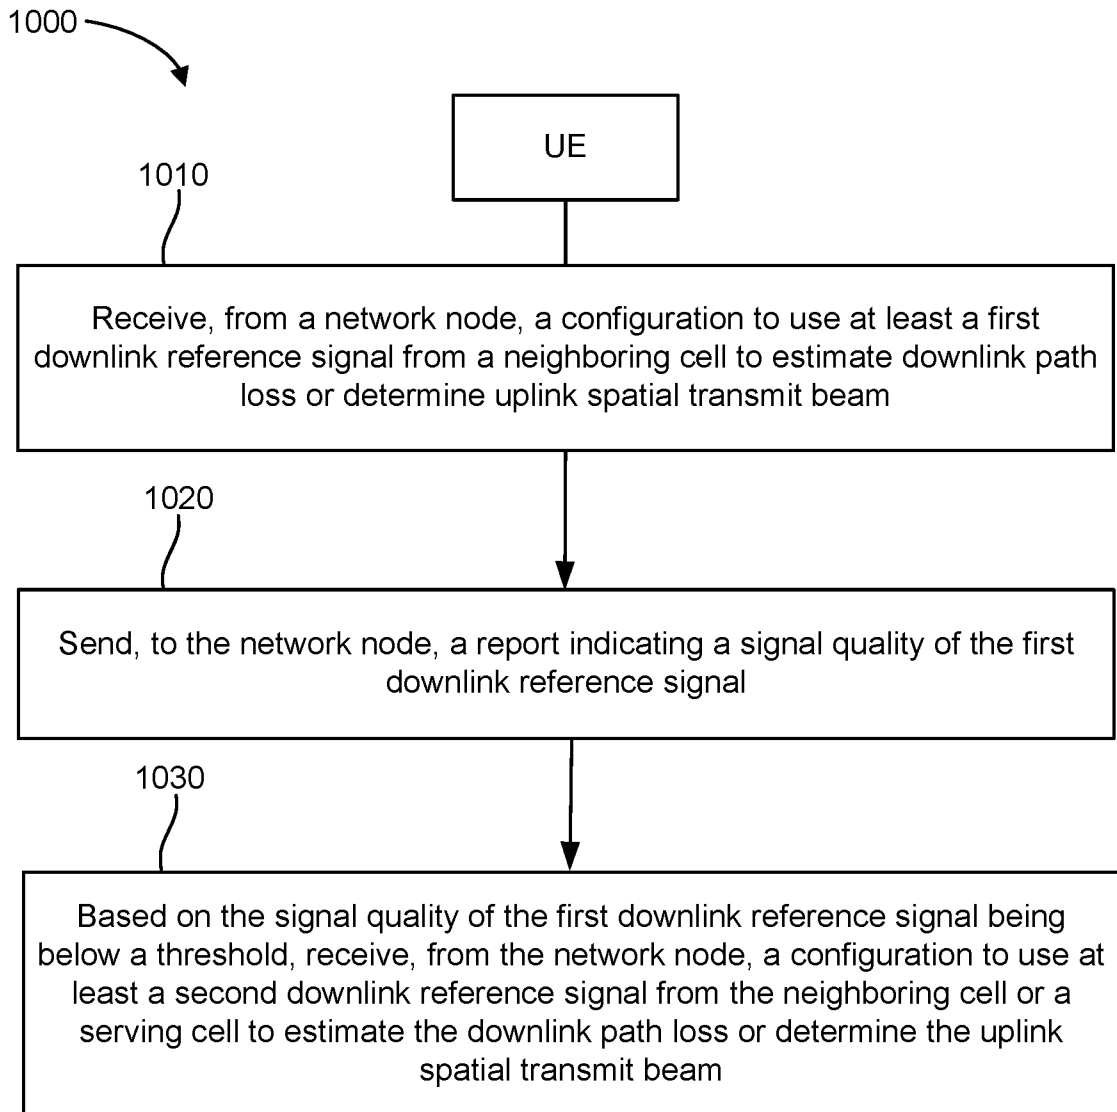 1000
UE
1010
Receive, from a network node, a configuration to use at least a first
downlink reference signal from a neighboring cell to estimate downlink path
loss or determine uplink spatial transmit beam
1020
Send, to the network node, a report indicating a signal quality of the first
downlink reference signal
1030
Based on the signal quality of the first downlink reference signal being
below a threshold, receive, from the network node, a configuration to use at
least a second downlink reference signal from the neighboring cell or a
serving cell to estimate the downlink path loss or determine the uplink
spatial transmit beam